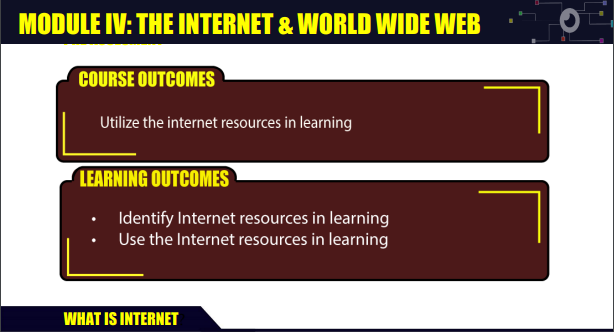 MODULE IV: THE INTERNET & WORLD WIDE WEB
COURSE OUTCOMES
Utilize the internet resources in learning
LEARNING OUTCOMES
• Identify Internet resources in learning
• Use the Internet resources in learning
WHAT IS INTERNET